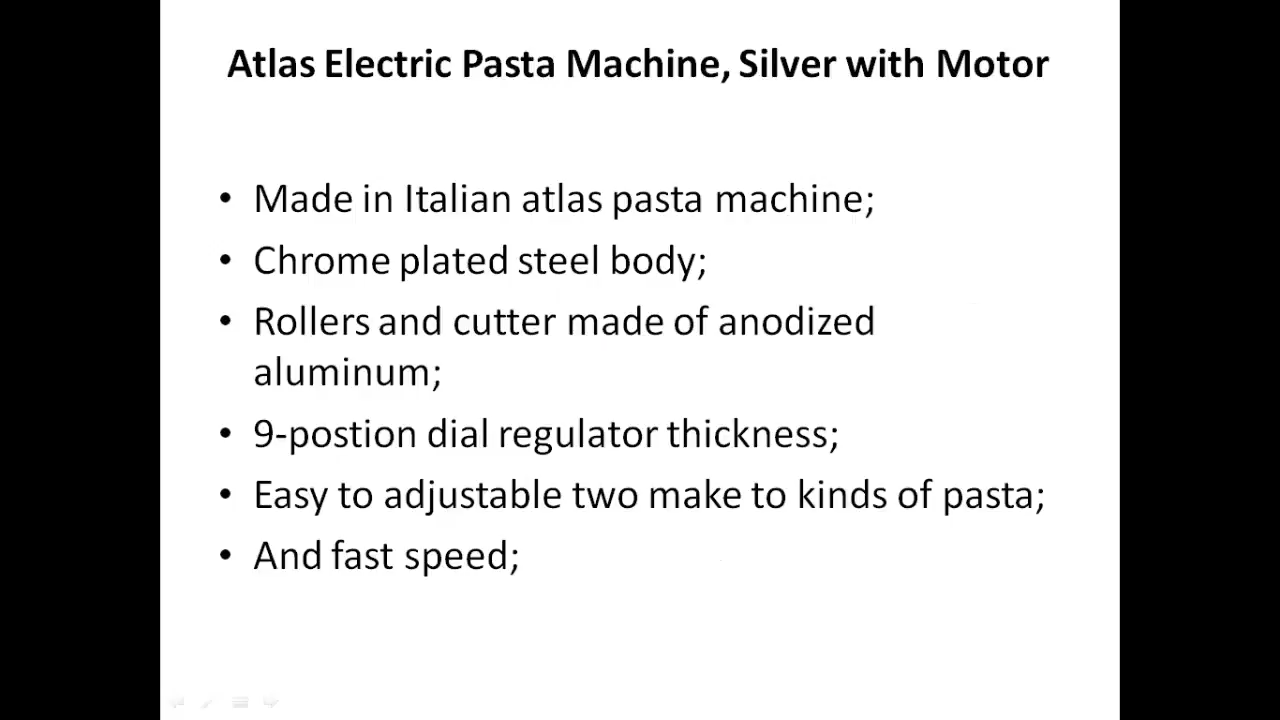 Atlas Electric Pasta Machine, Silver with Motor
• Made in Italian atlas pasta machine;
• Chrome plated steel body;
• Rollers and cutter made of anodized
aluminum;
• 9-postion dial regulator thickness;
• Easy to adjustable two make to kinds of pasta;
• And fast speed;